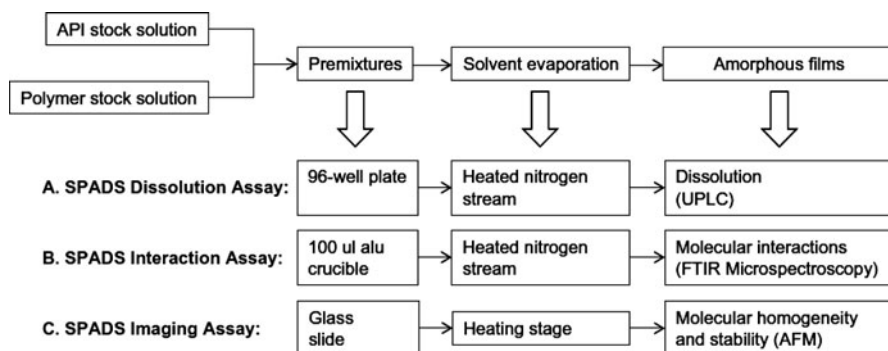 API stock solution
Polymer stock solution
Premixtures
Solvent evaporation
Amorphous films
A. SPADS Dissolution Assay:
96-well plate
Heated nitrogen
stream
Dissolution
(UPLC)
B. SPADS Interaction Assay:
100 ul alu
crucible
Heated nitrogen
stream
Molecular interactions
(FTIR Microspectroscopy)
C. SPADS Imaging Assay:
Glass
slide
Heating stage
Molecular homogeneity
and stability (AFM)